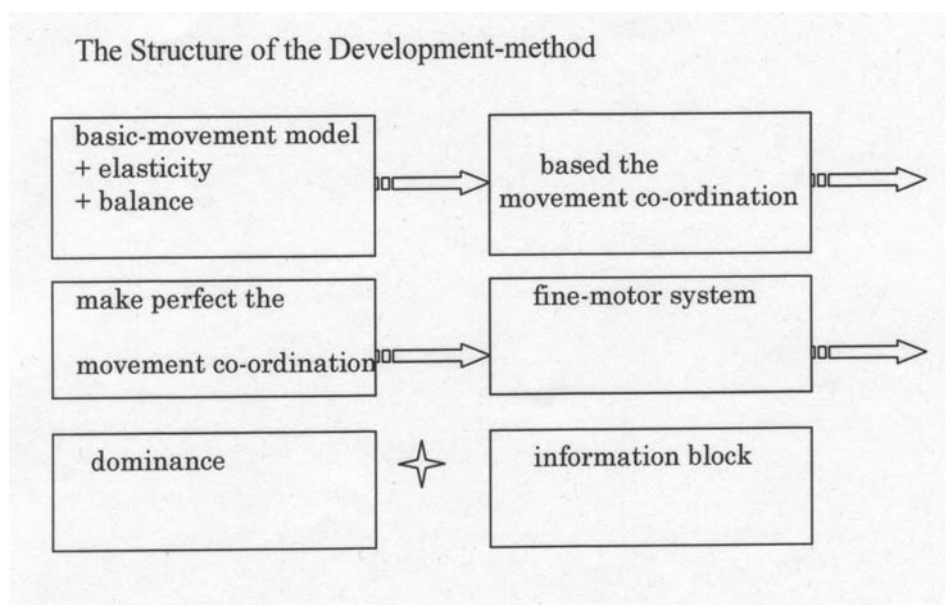 The Structure of the Development-method
basic-movement model
+ elasticity
+ balance
based the
movement co-ordination
make perfect the
movement co-ordination
fine-motor system
dominance
information block